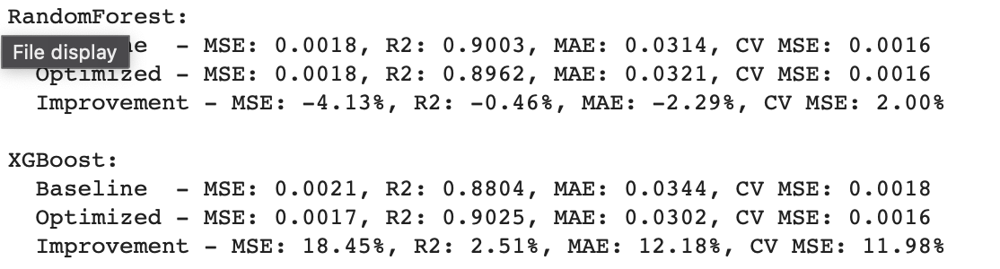 RandomForest:
File display
ne - MSE: 0.0018, R2: 0.9003, MAE: 0.0314, CV MSE: 0.0016
Optimized - MSE: 0.0018, R2: 0.8962, MAE: 0.0321, CV MSE: 0.0016
Improvement - MSE: -4.13%, R2: -0.46%, MAE: -2.29%, CV MSE: 2.00%
XGBoost:
Baseline - MSE: 0.0021, R2: 0.8804, MAE: 0.0344, CV MSE: 0.0018
Optimized - MSE: 0.0017, R2: 0.9025, MAE: 0.0302, CV MSE: 0.0016
Improvement - MSE: 18.45%, R2: 2.51%, MAE: 12.18%, CV MSE: 11.98%